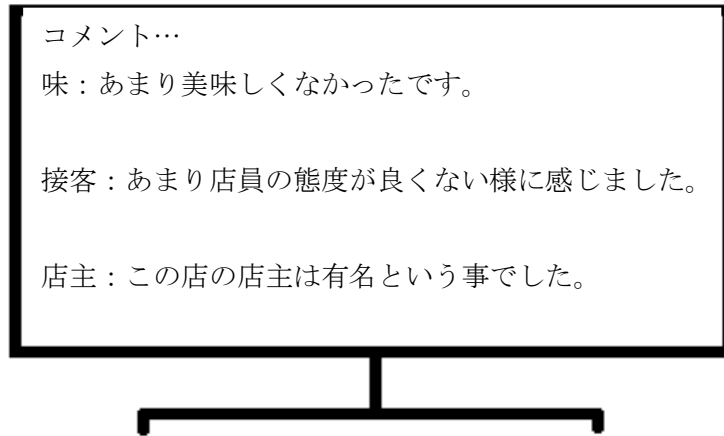 コメント…
味：あまり美味しくなかったです。
接客：あまり店員の態度が良くない様に感じました。
店主：この店の店主は有名という事でした。